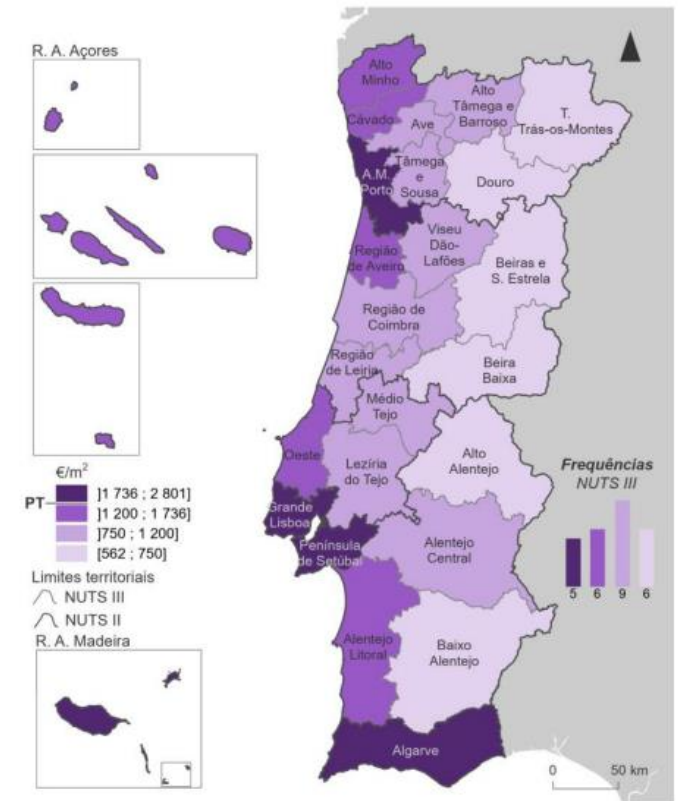 R. A. Açores
Alto
Minho
Cávado
Ave
Alto
Tâmega e
Barroso
T.
Trás-os-Montes
A.M.
Porto
Tâmega
e
Sousa
Douro
Região
de Aveiro
Viseu
Dão-
Lafões
Beiras e
S. Estrela
Região de
Coimbra
Região
de Leiria
Beira
Baixa
Médio
Tejo
Oeste
Lezíria
do Tejo
Alto
Alentejo
Grande
Lisboa
Península
de Setúbal
Alentejo
Central
Alentejo
Litoral
Baixo
Alentejo
Algarve
€/m²
PT
]1 736 ; 2 801]
]1 200 ; 1 736]
]750 ; 1 200]
[562 ; 750]
Limites territoriais
NUTS III
NUTS II
R. A. Madeira
Frequências
NUTS III
5 6 9 6
0 50 km